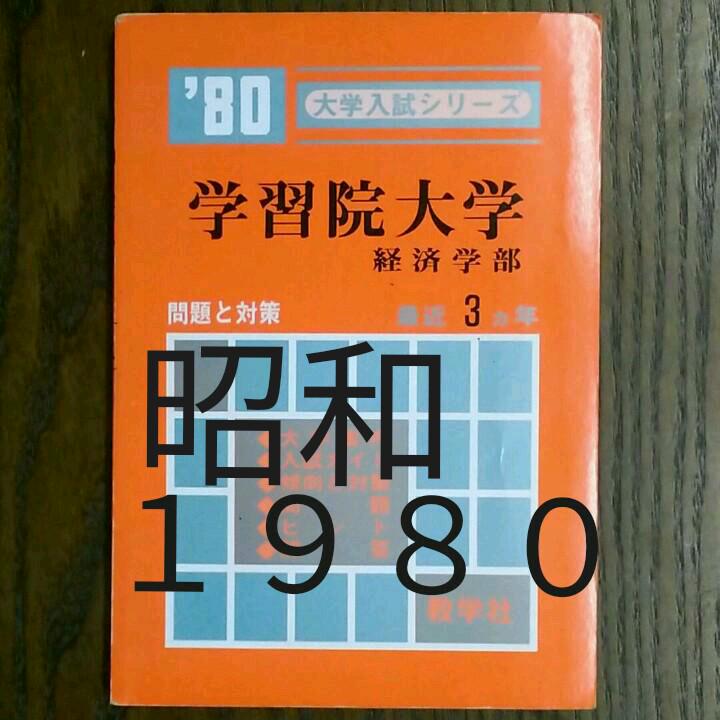 '80
大学入試シリーズ
学習院大学
経済学部
問題と対策
最近3ヵ年
昭和
1980
教学社